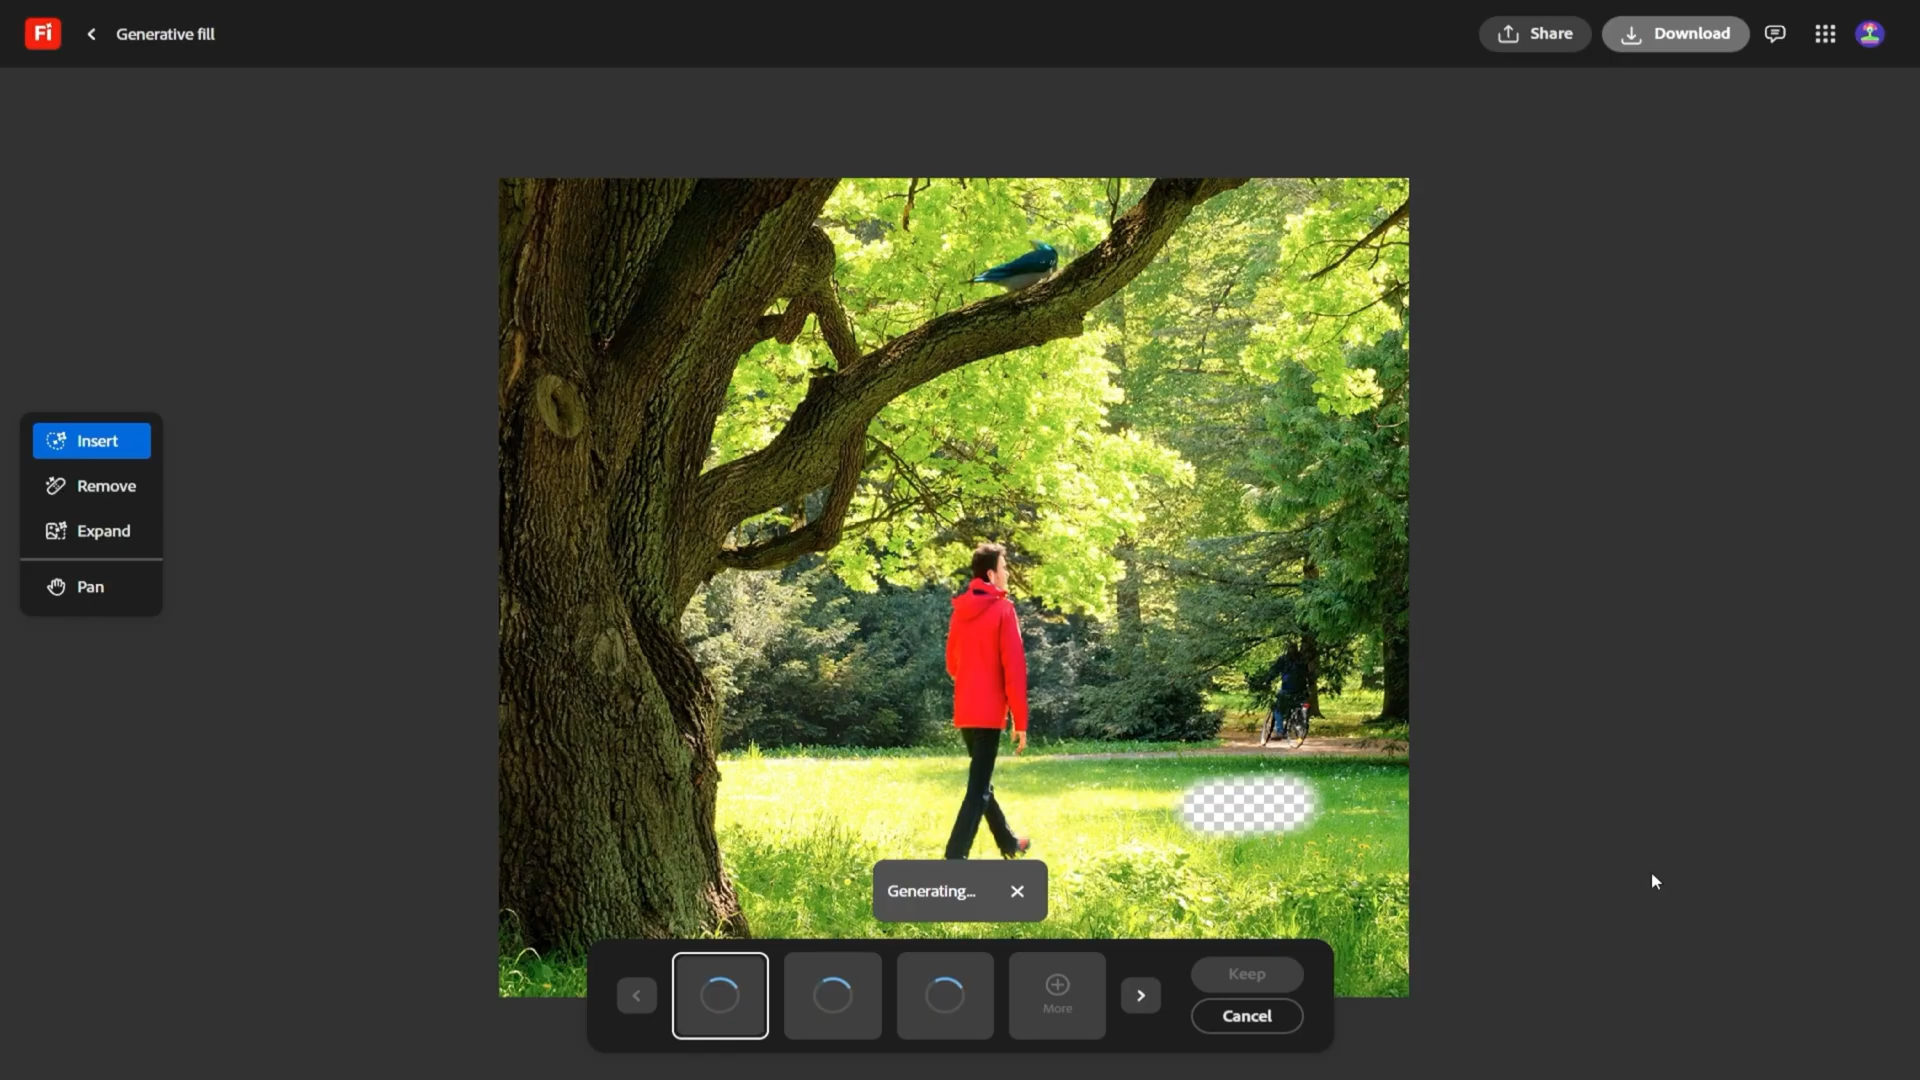 Fi
Generative fill
Share
Download
Insert
Remove
Expand
Pan
Generating...
More
Keep
Cancel